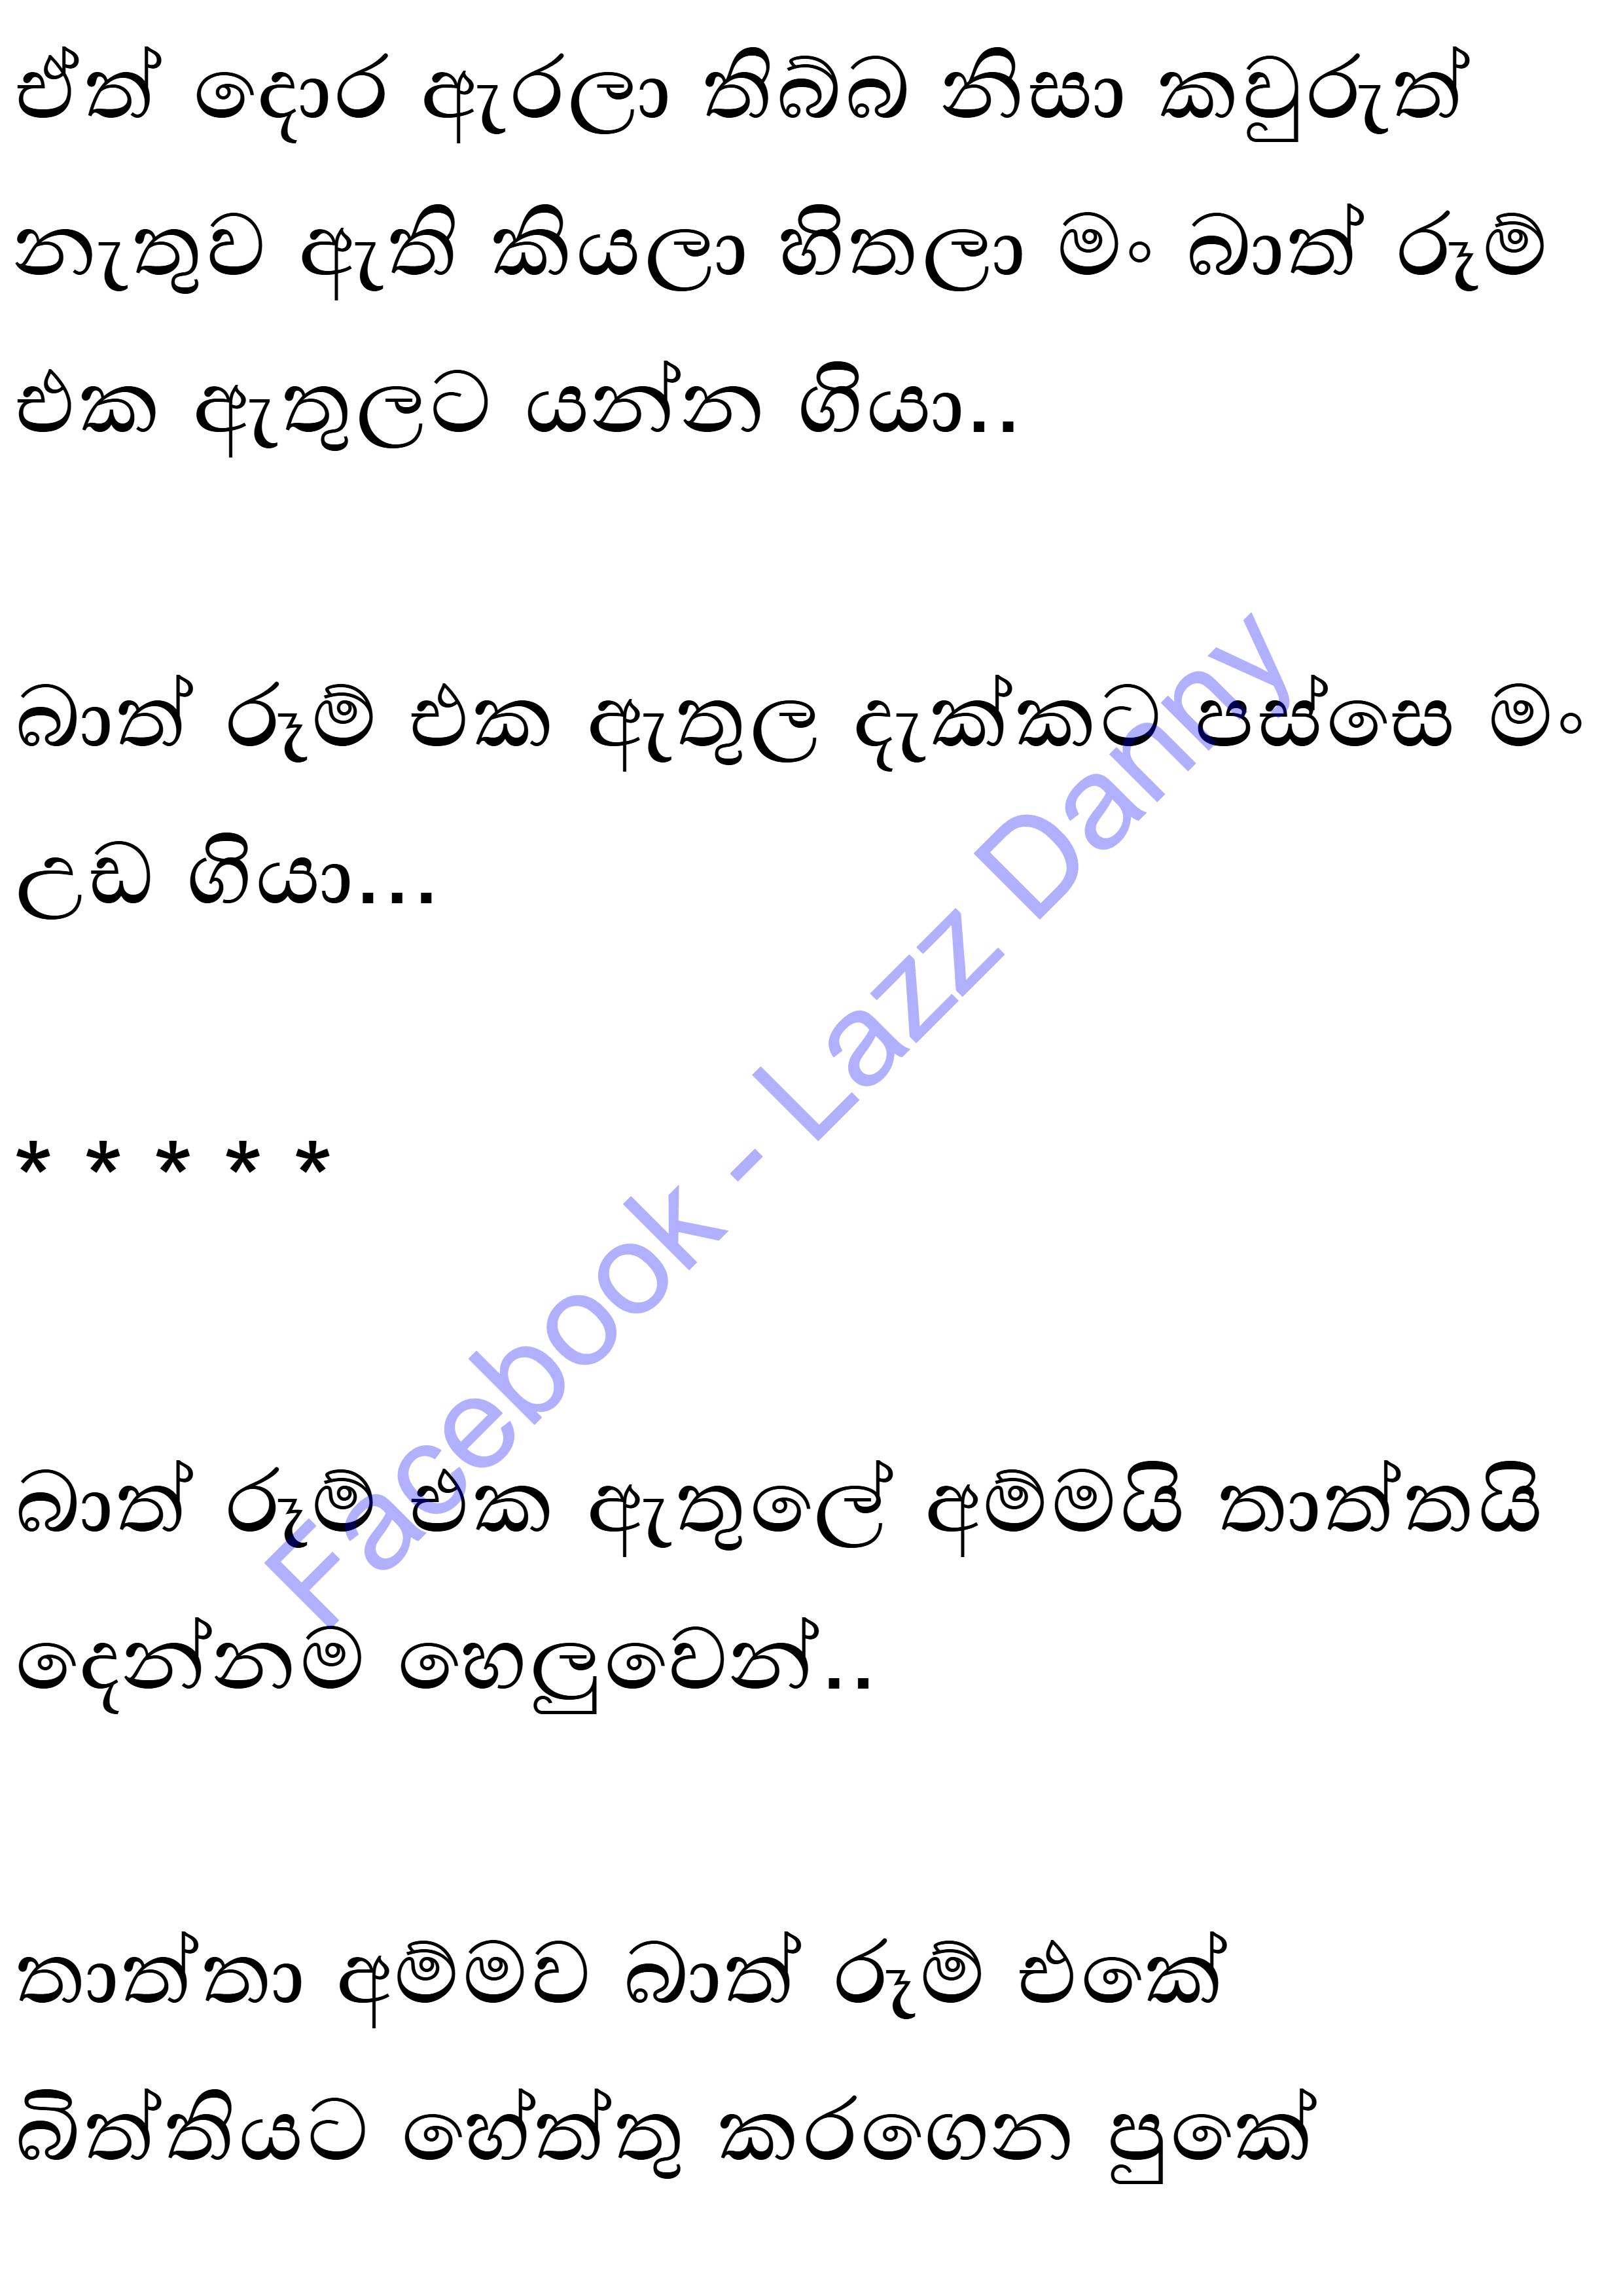 ඒත් දොර ඇරලා තිබ්බ නිසා කවුරුත්
නැතුව ඇති කියලා හිතලා මං බාත් රූම්
එක ඇතුලට යන්න ගියා..
බාත් රූම් එක ඇතුල දැක්කට පස්සෙ මං
උඩ ගියා...
* * * * *
බාත් රූම් එක ඇතුලේ අම්මයි තාත්තයි
දෙන්නම හෙලුවෙන්..
තාත්තා අම්මව බාත් රූම් එකේ
බිත්තියට හේත්තු කරගෙන පුකේ
Facebook - Lazz Danny